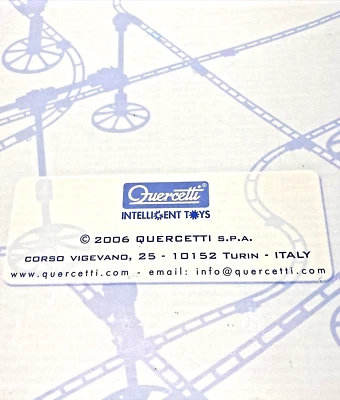 Quercetti®
INTELLIGENT TOYS
© 2006 QUERCETTI S.P.A.
CORSO VIGEVANO, 25 - 10152 TURIN - ITALY
www.quercetti.com - email: info@quercetti.com